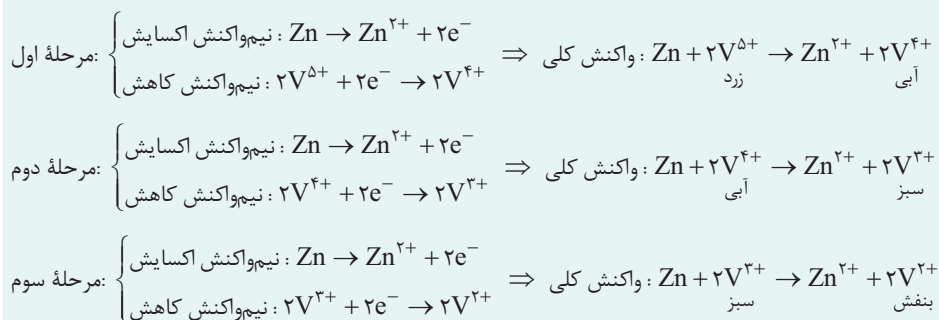 مرحلهٔ اول: نیم‌واکنش اکسایش : Zn → Zn²⁺ + ۲e⁻
نیم‌واکنش کاهش : ۲V⁵⁺ + ۲e⁻ → ۲V⁴⁺
⇒ واکنش کلی : Zn + ۲V⁵⁺ → Zn²⁺ + ۲V⁴⁺
زرد آبی
مرحلهٔ دوم: نیم‌واکنش اکسایش : Zn → Zn²⁺ + ۲e⁻
نیم‌واکنش کاهش : ۲V⁴⁺ + ۲e⁻ → ۲V³⁺
⇒ واکنش کلی : Zn + ۲V⁴⁺ → Zn²⁺ + ۲V³⁺
آبی سبز
مرحلهٔ سوم: نیم‌واکنش اکسایش : Zn → Zn²⁺ + ۲e⁻
نیم‌واکنش کاهش : ۲V³⁺ + ۲e⁻ → ۲V²⁺
⇒ واکنش کلی : Zn + ۲V³⁺ → Zn²⁺ + ۲V²⁺
سبز بنفش